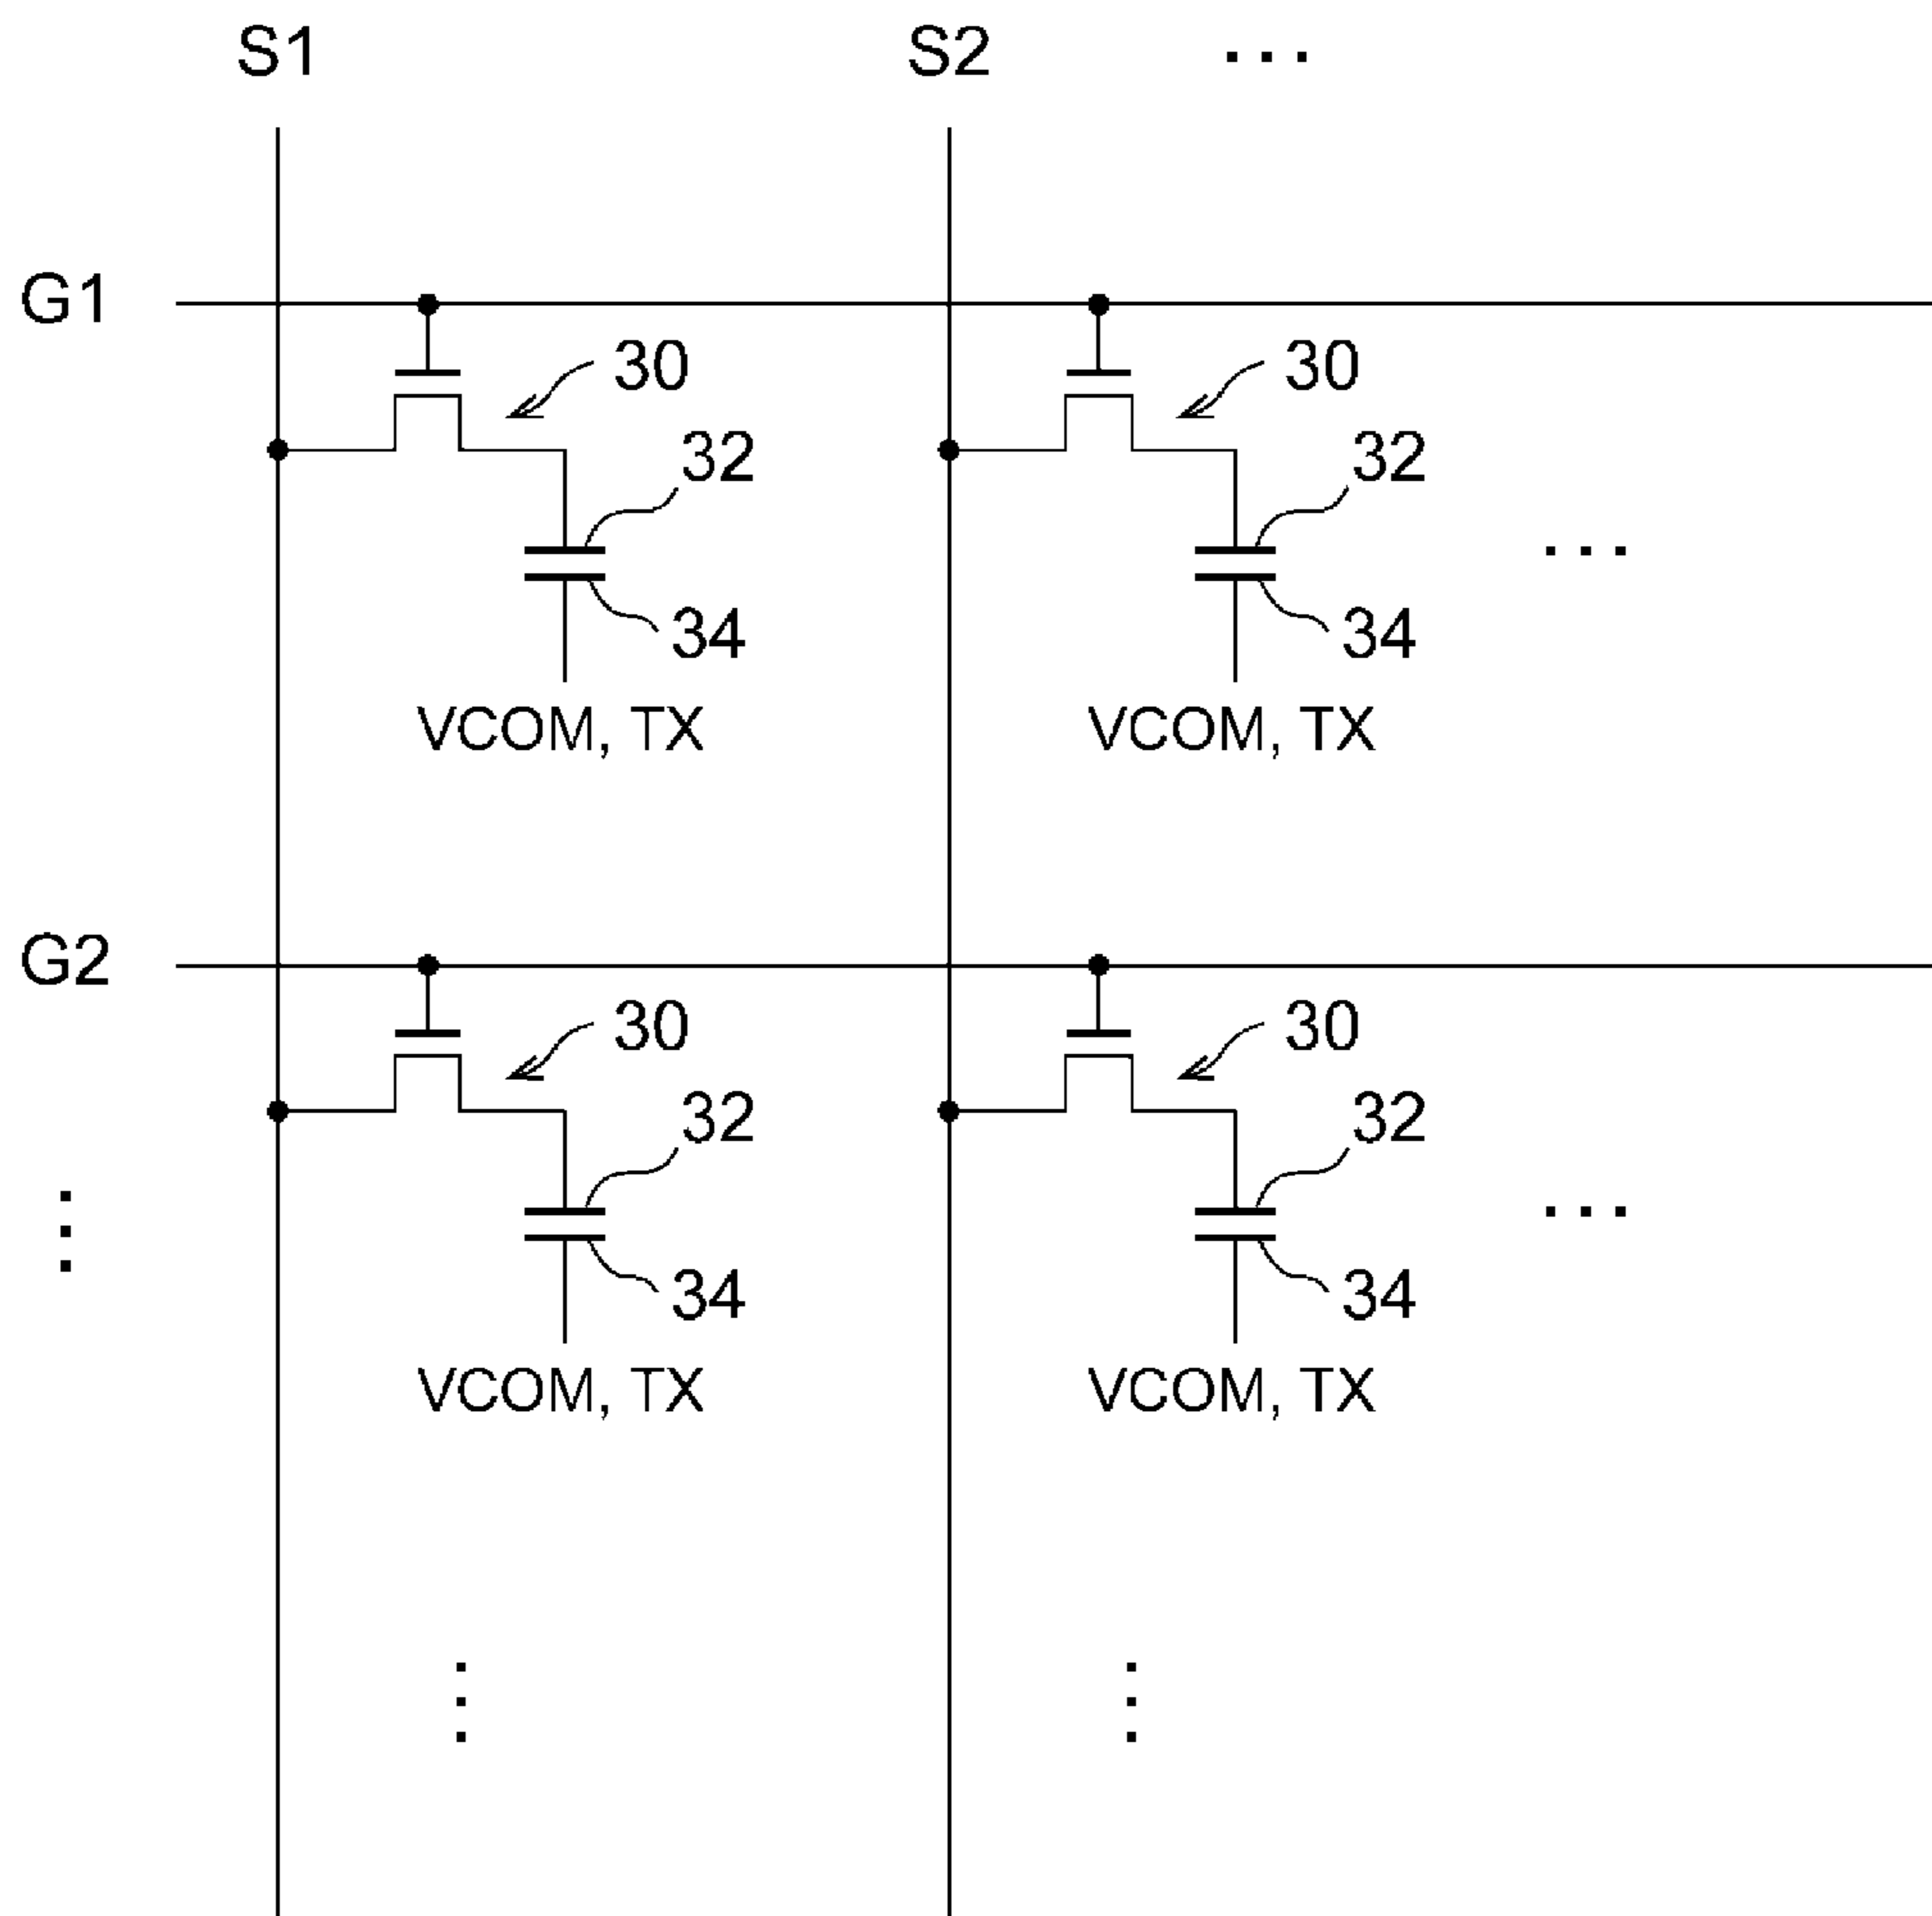 S1 S2 ...
G1
30 30
32 32
...
34 34
VCOM, TX VCOM, TX
G2
30 30
32 32
...
34 34
VCOM, TX VCOM, TX